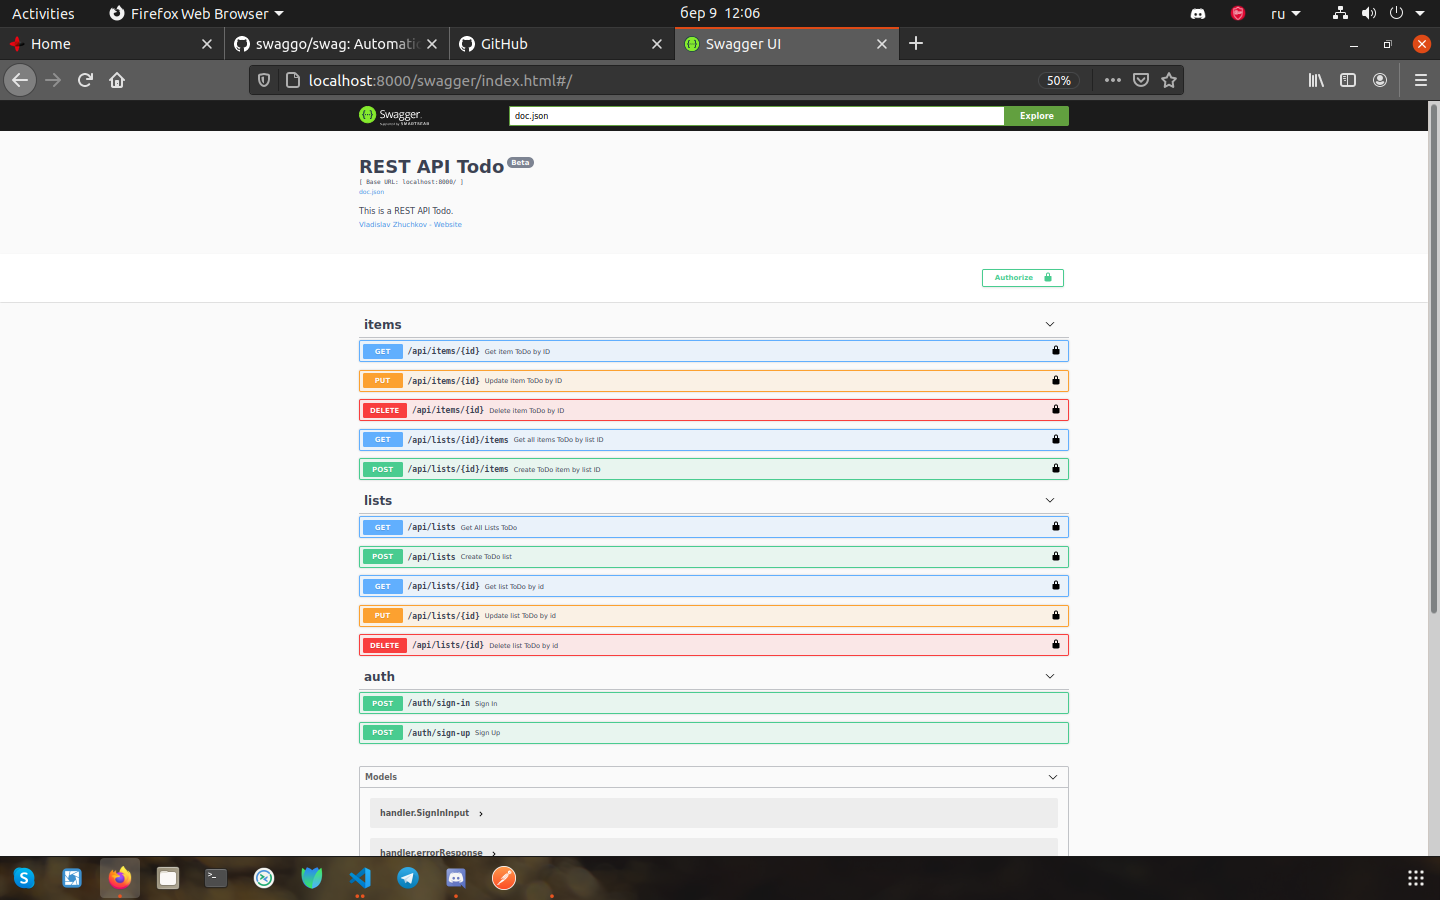 Activities Firefox Web Browser бер 9 12:06 ru
Home swaggo/swag: Automatic GitHub Swagger UI
localhost:8000/swagger/index.html#/ 50%
Swagger. doc.json Explore
Supported by SMARTBEAR
REST API Todo Beta
[ Base URL: localhost:8000/ ]
doc.json
This is a REST API Todo.
Vladislav Zhuchkov - Website
Authorize
items
GET /api/items/{id} Get item ToDo by ID
PUT /api/items/{id} Update item ToDo by ID
DELETE /api/items/{id} Delete item ToDo by ID
GET /api/lists/{id}/items Get all items ToDo by list ID
POST /api/lists/{id}/items Create ToDo item by list ID
lists
GET /api/lists Get All Lists ToDo
POST /api/lists Create ToDo list
GET /api/lists/{id} Get list ToDo by id
PUT /api/lists/{id} Update list ToDo by id
DELETE /api/lists/{id} Delete list ToDo by id
auth
POST /auth/sign-in Sign In
POST /auth/sign-up Sign Up
Models
handler.SignInInput
handler.errorResponse